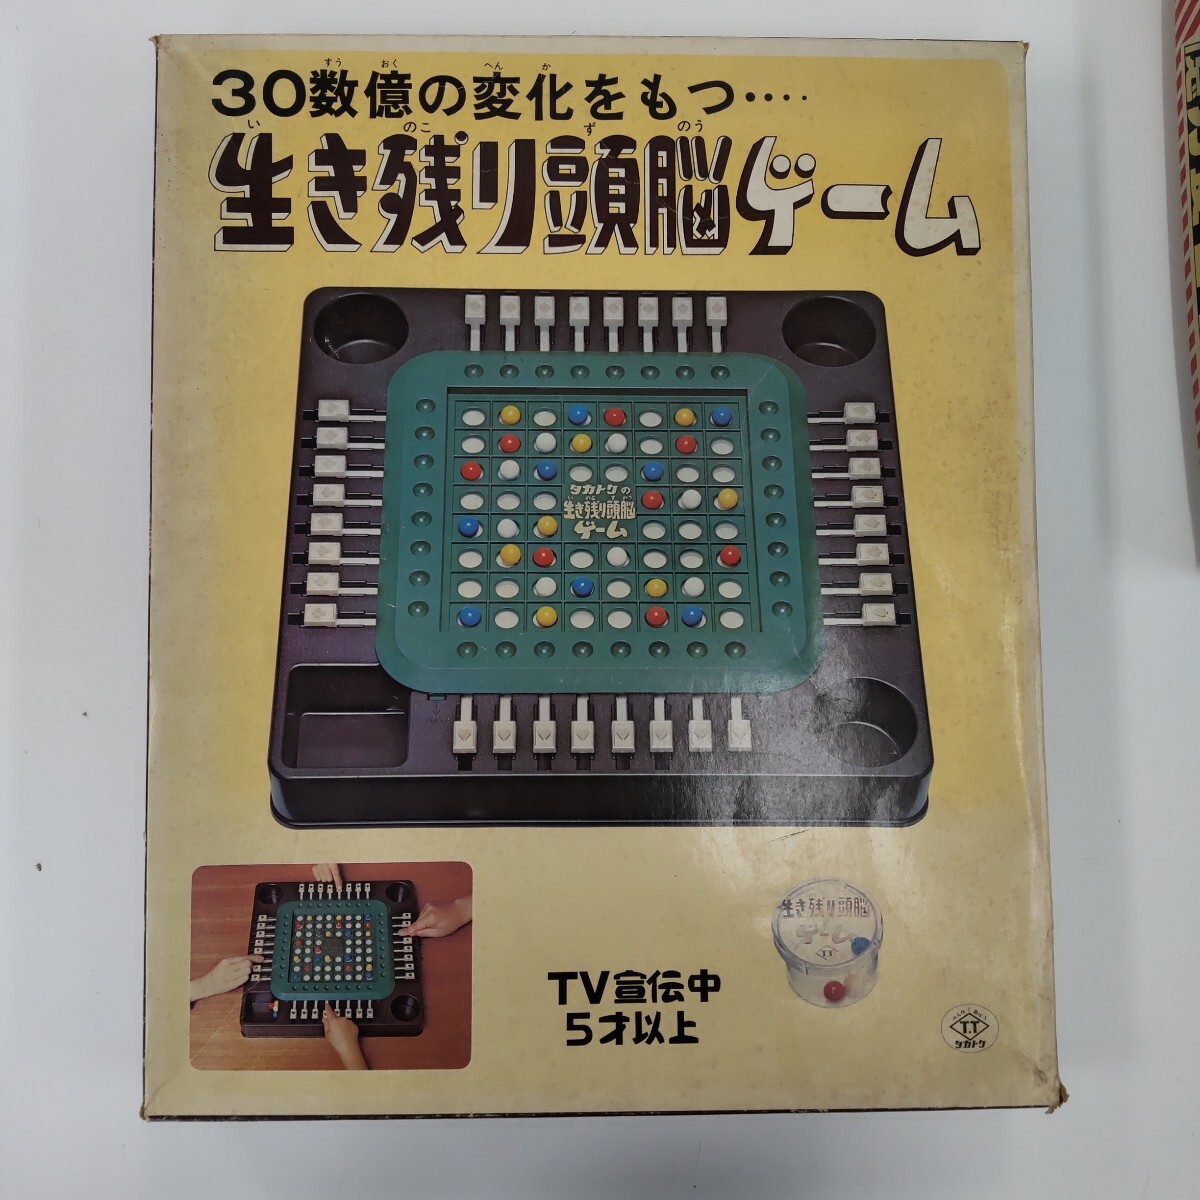 30数億の変化をもつ‥‥
すう おく へん か
生き残り頭脳ゲーム
い のこ ず のう
タカトクの
生き残り頭脳
ゲーム
生き残り頭脳
ゲーム
TV宣伝中
5才以上
T.T
タカトク